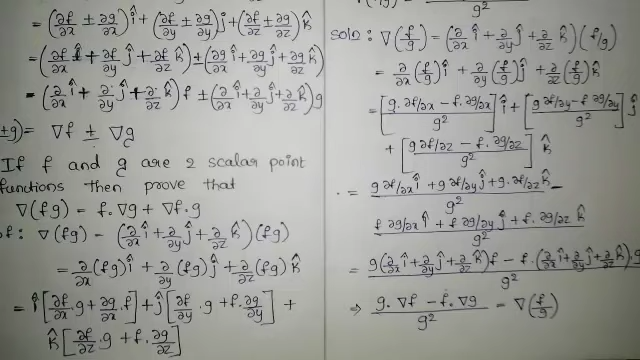 = (∂f/∂x ± ∂g/∂x) î + (∂f/∂y ± ∂g/∂y) ĵ + (∂f/∂z ± ∂g/∂z) k̂
= (∂f/∂x î + ∂f/∂y ĵ + ∂f/∂z k̂) ± (∂g/∂x î + ∂g/∂y ĵ + ∂g/∂z k̂)
= (∂/∂x î + ∂/∂y ĵ + ∂/∂z k̂) f ± (∂/∂x î + ∂/∂y ĵ + ∂/∂z k̂) g
±g) = ∇f ± ∇g
If f and g are 2 scalar point
functions then prove that
∇(fg) = f.∇g + ∇f.g
of: ∇(fg) = (∂/∂x î + ∂/∂y ĵ + ∂/∂z k̂)(fg)
= ∂/∂x (fg) î + ∂/∂y (fg) ĵ + ∂/∂z (fg) k̂
= î [∂f/∂x .g + ∂g/∂x .f] + ĵ [∂f/∂y .g + f. ∂g/∂y] +
k̂ [∂f/∂z .g + f. ∂g/∂z]
g²
Soln: ∇(f/g) = (∂/∂x î + ∂/∂y ĵ + ∂/∂z k̂)(f/g)
= ∂/∂x (f/g) î + ∂/∂y (f/g) ĵ + ∂/∂z (f/g) k̂
= [g. ∂f/∂x - f. ∂g/∂x / g²] î + [g ∂f/∂y - f ∂g/∂y / g²] ĵ
+ [g ∂f/∂z - f. ∂g/∂z / g²] k̂
= g ∂f/∂x î + g ∂f/∂y ĵ + g. ∂f/∂z k̂ / g² -
f ∂g/∂x î + f ∂g/∂y ĵ + f. ∂g/∂z k̂ / g²
= g(∂/∂x î + ∂/∂y ĵ + ∂/∂z k̂) f - f. (∂/∂x î + ∂/∂y ĵ + ∂/∂z k̂).g / g²
⇒ g. ∇f - f. ∇g / g² = ∇(f/g)